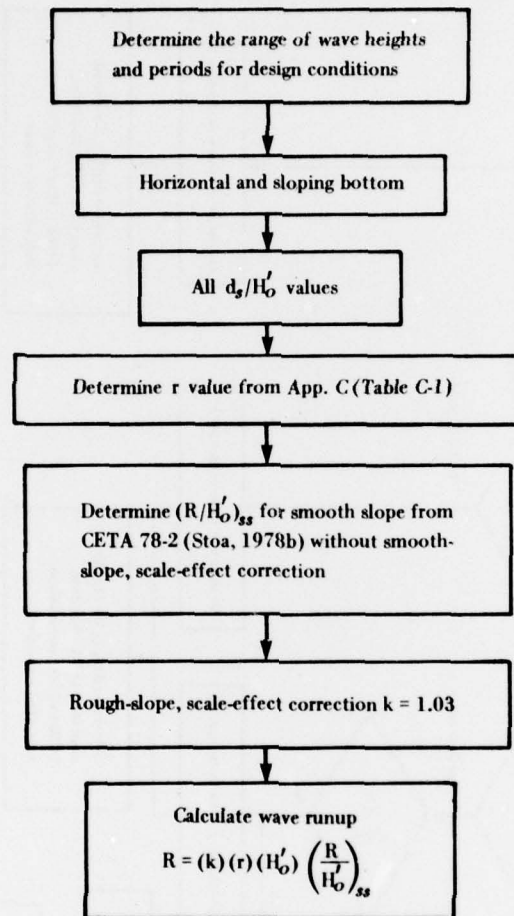 Determine the range of wave heights
and periods for design conditions
Horizontal and sloping bottom
All d_s/H'_o values
Determine r value from App. C (Table C-1)
Determine (R/H'_o)_ss for smooth slope from
CETA 78-2 (Stoa, 1978b) without smooth-
slope, scale-effect correction
Rough-slope, scale-effect correction k = 1.03
Calculate wave runup
R = (k)(r)(H'_o) (R/H'_o)_ss